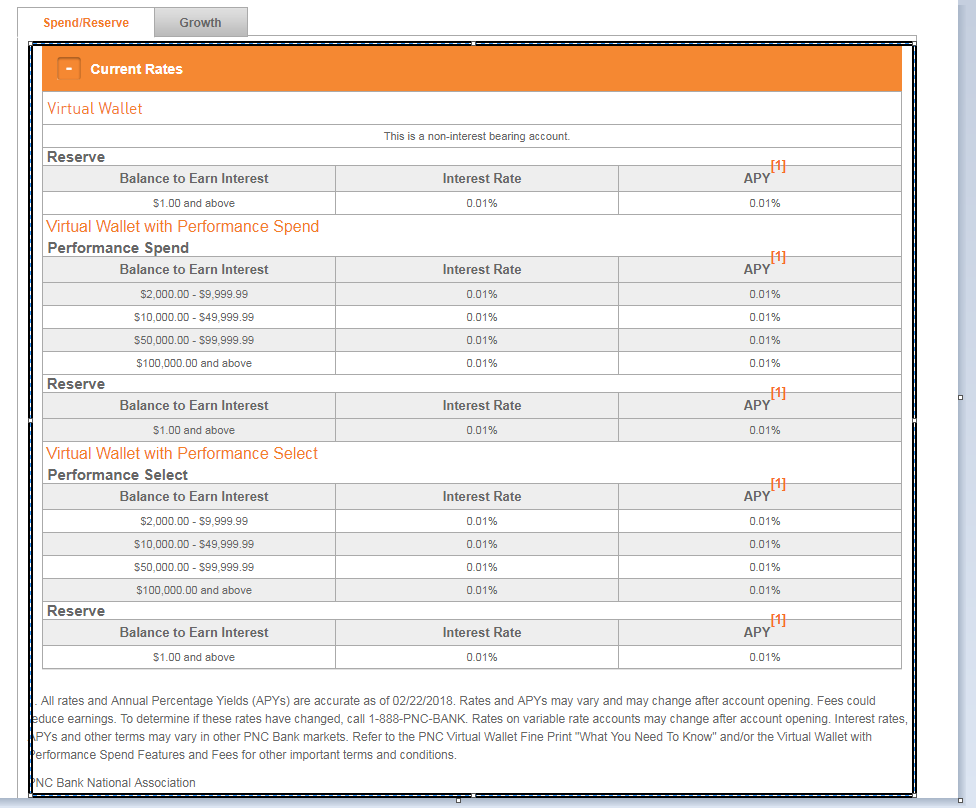 Spend/Reserve Growth
- Current Rates
Virtual Wallet
This is a non-interest bearing account.
Reserve
Balance to Earn Interest Interest Rate APY[1]
$1.00 and above 0.01% 0.01%
Virtual Wallet with Performance Spend
Performance Spend
Balance to Earn Interest Interest Rate APY[1]
$2,000.00 - $9,999.99 0.01% 0.01%
$10,000.00 - $49,999.99 0.01% 0.01%
$50,000.00 - $99,999.99 0.01% 0.01%
$100,000.00 and above 0.01% 0.01%
Reserve
Balance to Earn Interest Interest Rate APY[1]
$1.00 and above 0.01% 0.01%
Virtual Wallet with Performance Select
Performance Select
Balance to Earn Interest Interest Rate APY[1]
$2,000.00 - $9,999.99 0.01% 0.01%
$10,000.00 - $49,999.99 0.01% 0.01%
$50,000.00 - $99,999.99 0.01% 0.01%
$100,000.00 and above 0.01% 0.01%
Reserve
Balance to Earn Interest Interest Rate APY[1]
$1.00 and above 0.01% 0.01%
. All rates and Annual Percentage Yields (APYs) are accurate as of 02/22/2018. Rates and APYs may vary and may change after account opening. Fees could
reduce earnings. To determine if these rates have changed, call 1-888-PNC-BANK. Rates on variable rate accounts may change after account opening. Interest rates,
APYs and other terms may vary in other PNC Bank markets. Refer to the PNC Virtual Wallet Fine Print "What You Need To Know" and/or the Virtual Wallet with
Performance Spend Features and Fees for other important terms and conditions.
PNC Bank National Association